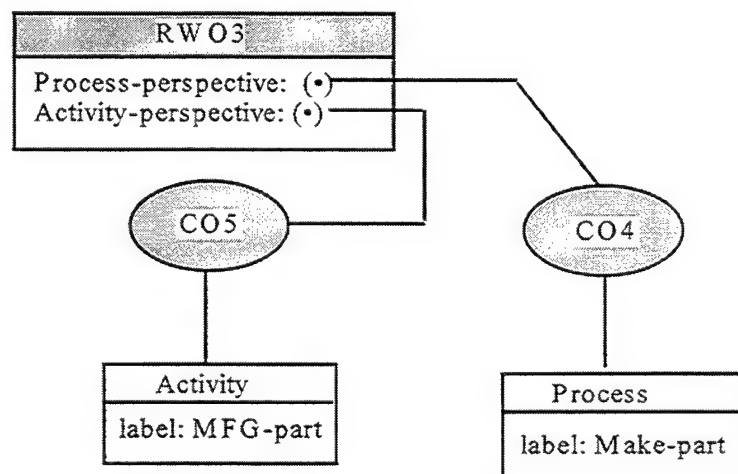 RWO3
Process-perspective: (•)
Activity-perspective: (•)
CO5
CO4
Activity
label: MFG-part
Process
label: Make-part